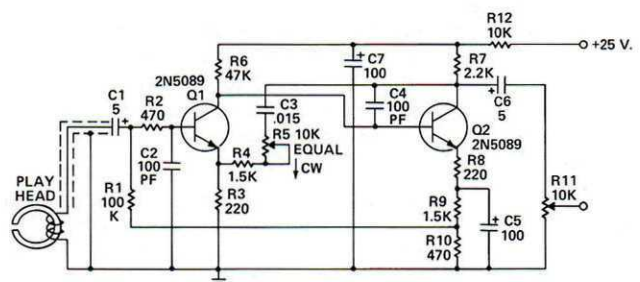 R12
10K
+25 V.
R6
47K
C7
100
R7
2.2K
2N5089
Q1
C1
5
R2
470
C3
.015
C4
100
PF
C6
5
Q2
2N5089
R5 10K
EQUAL
CW
C2
100
PF
R4
1.5K
R8
220
PLAY
HEAD
R1
100
K
R3
220
R9
1.5K
C5
100
R11
10K
R10
470
+
+
+
+